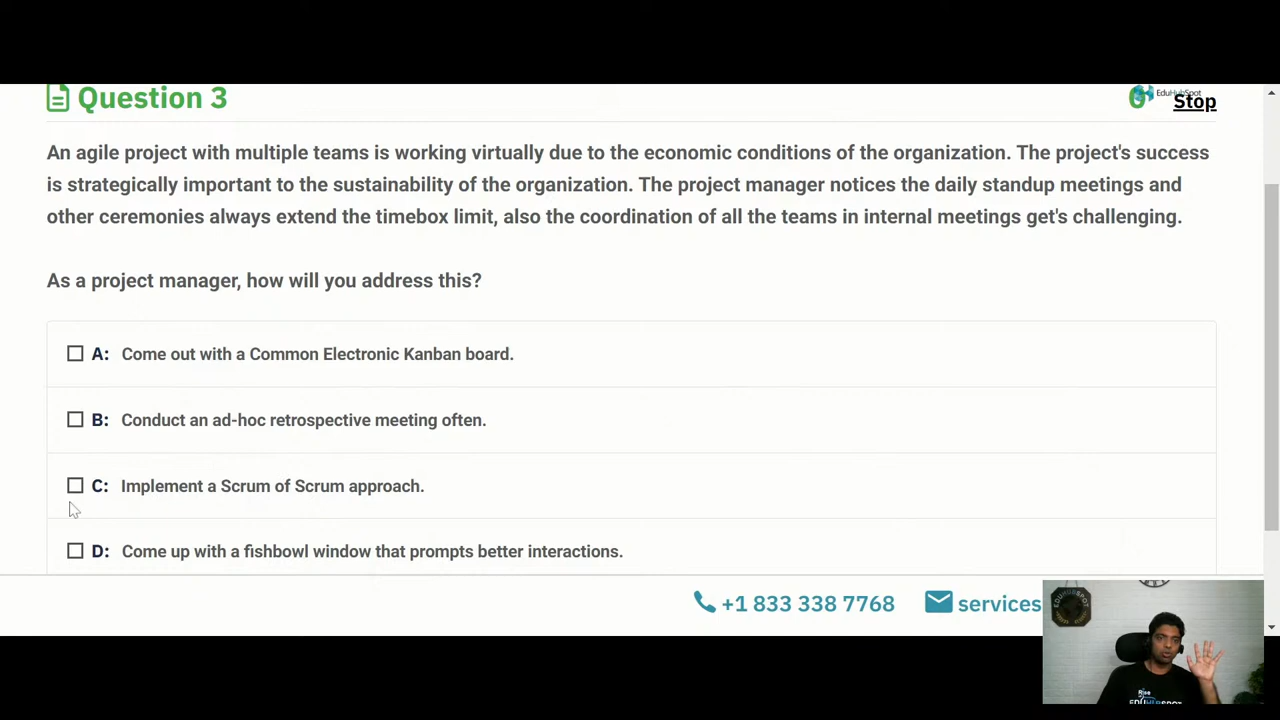 Question 3
EduHubSpot
Stop
An agile project with multiple teams is working virtually due to the economic conditions of the organization. The project's success
is strategically important to the sustainability of the organization. The project manager notices the daily standup meetings and
other ceremonies always extend the timebox limit, also the coordination of all the teams in internal meetings get's challenging.
As a project manager, how will you address this?
A: Come out with a Common Electronic Kanban board.
B: Conduct an ad-hoc retrospective meeting often.
C: Implement a Scrum of Scrum approach.
D: Come up with a fishbowl window that prompts better interactions.
+1 833 338 7768
services
EDUHUBSPOT
Rise
EDUHUBSPOT